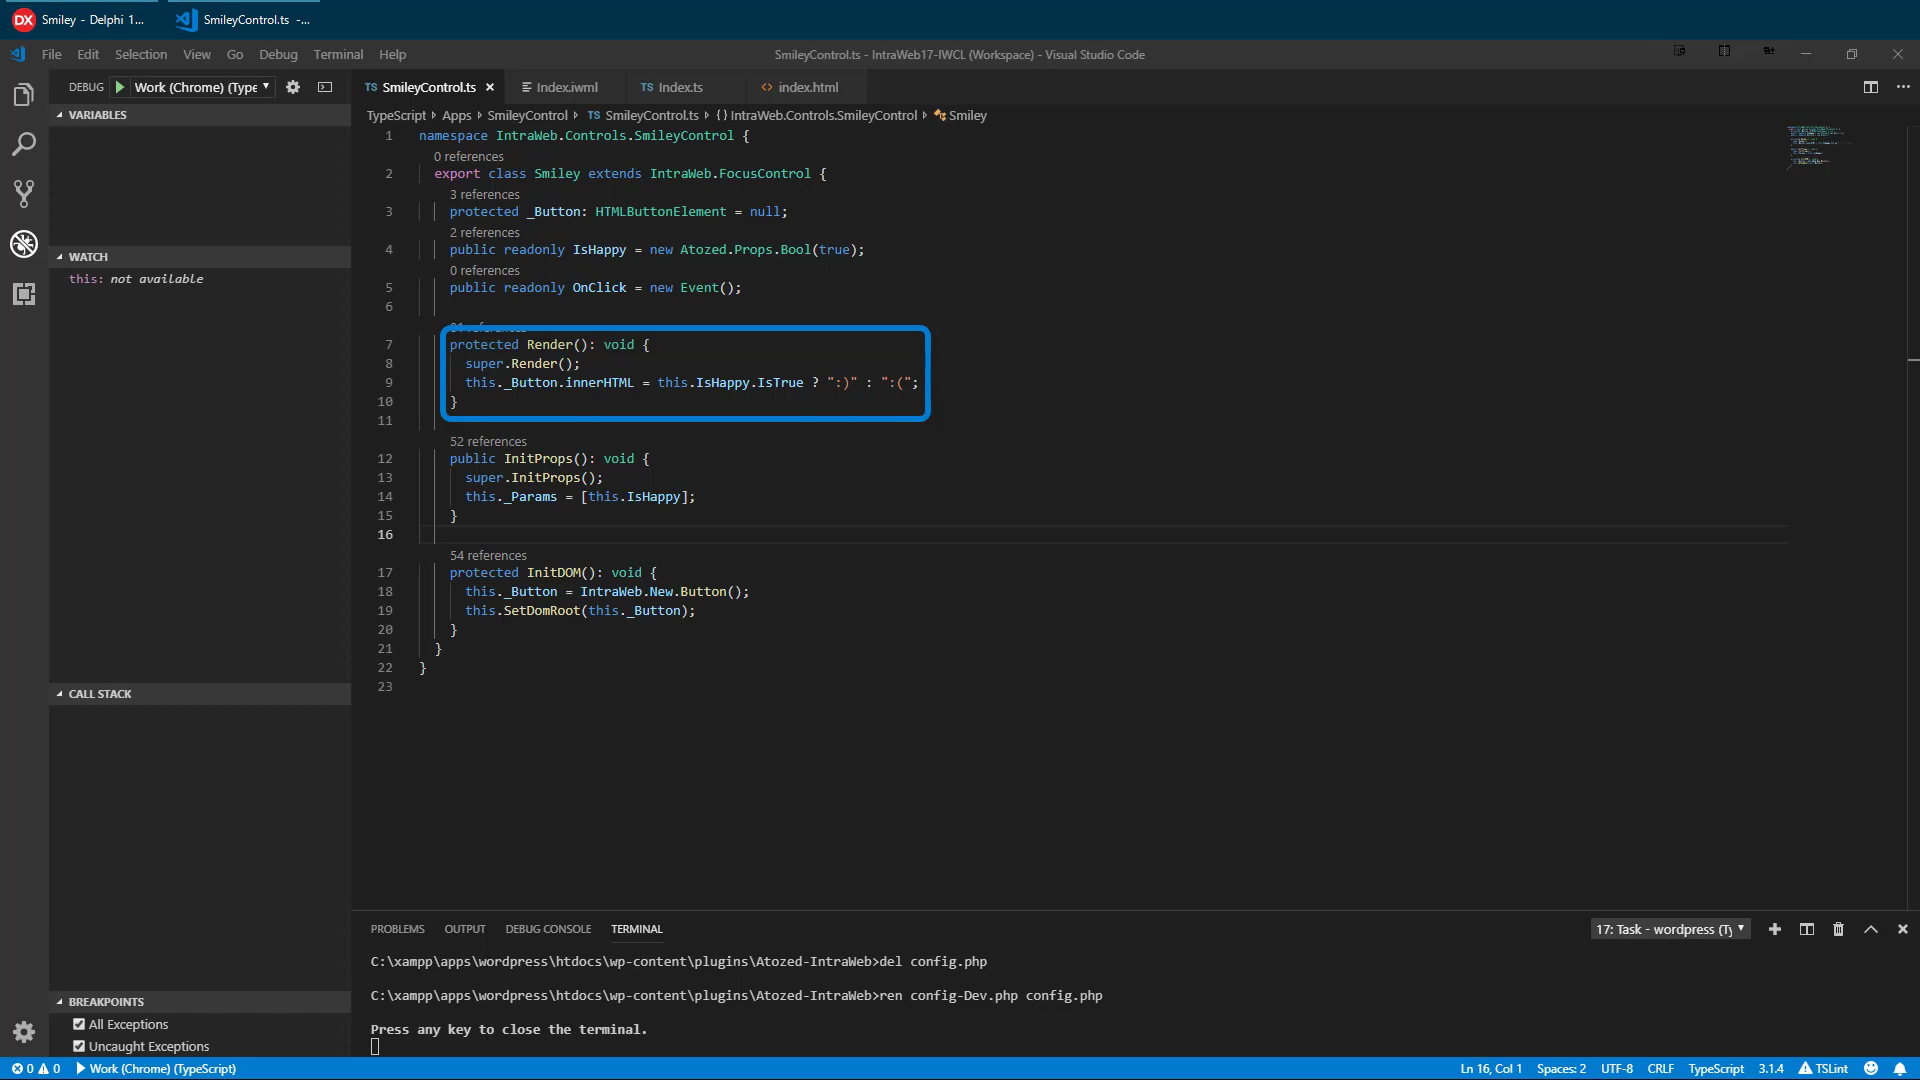 Smiley - Delphi 1...
SmileyControl.ts -...
File Edit Selection View Go Debug Terminal Help
SmileyControl.ts - IntraWeb17-IWCL (Workspace) - Visual Studio Code
DEBUG Work (Chrome) (Type
TS SmileyControl.ts Index.iwml TS Index.ts index.html
VARIABLES
TypeScript Apps SmileyControl TS SmileyControl.ts {} IntraWeb.Controls.SmileyControl Smiley
1 namespace IntraWeb.Controls.SmileyControl {
0 references
2 export class Smiley extends IntraWeb.FocusControl {
3 references
3 protected _Button: HTMLButtonElement = null;
2 references
4 public readonly IsHappy = new Atozed.Props.Bool(true);
0 references
5 public readonly OnClick = new Event();
6
references
7 protected Render(): void {
8 super.Render();
9 this._Button.innerHTML = this.IsHappy.IsTrue ? ":)" : ":(";
10 }
11
52 references
12 public InitProps(): void {
13 super.InitProps();
14 this._Params = [this.IsHappy];
15 }
16
54 references
17 protected InitDOM(): void {
18 this._Button = IntraWeb.New.Button();
19 this.SetDomRoot(this._Button);
20 }
21 }
22 }
23
WATCH
this: not available
CALL STACK
BREAKPOINTS
All Exceptions
Uncaught Exceptions
PROBLEMS OUTPUT DEBUG CONSOLE TERMINAL
17: Task - wordpress (Ty
C:\xampp\apps\wordpress\htdocs\wp-content\plugins\Atozed-IntraWeb>del config.php
C:\xampp\apps\wordpress\htdocs\wp-content\plugins\Atozed-IntraWeb>ren config-Dev.php config.php
Press any key to close the terminal.
0 0 Work (Chrome) (TypeScript)
Ln 16, Col 1 Spaces: 2 UTF-8 CRLF TypeScript 3.1.4 TSLint